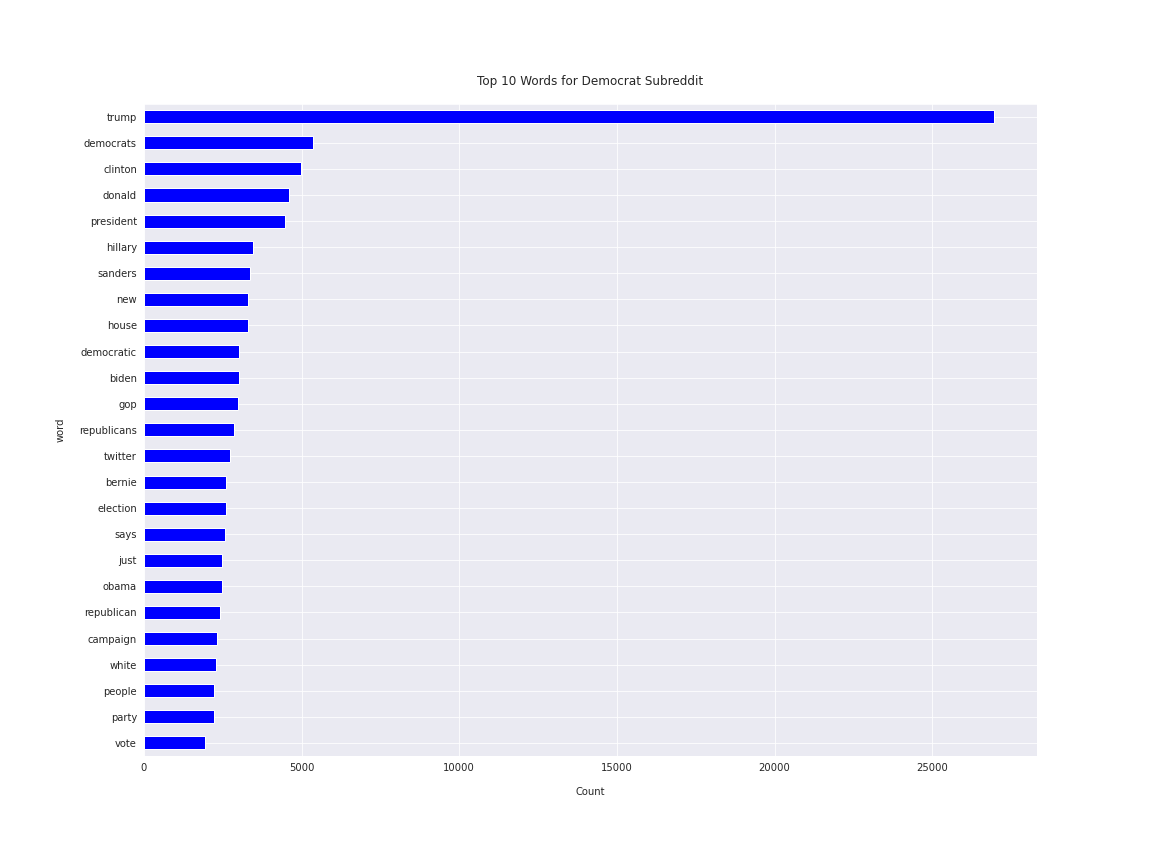 Top 10 Words for Democrat Subreddit
trump
democrats
clinton
donald
president
hillary
sanders
new
house
democratic
biden
gop
republicans
twitter
bernie
election
says
just
obama
republican
campaign
white
people
party
vote
word
0 5000 10000 15000 20000 25000
Count